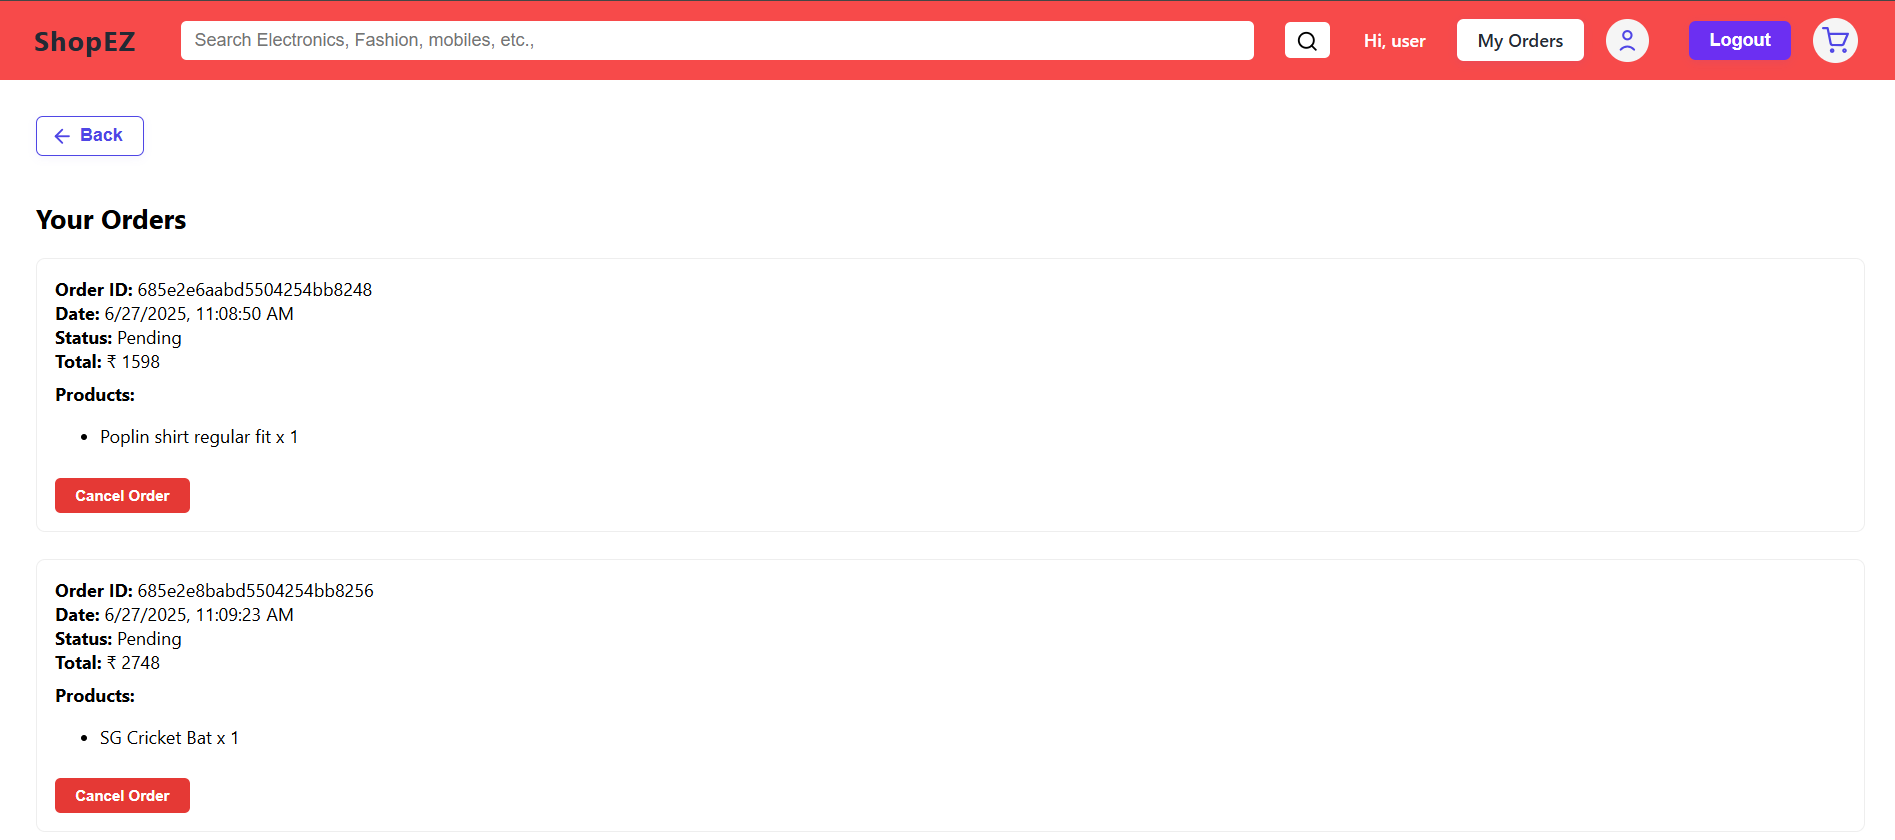 ShopEZ
Search Electronics, Fashion, mobiles, etc.,
Hi, user
My Orders
Logout
Back
Your Orders
Order ID: 685e2e6aabd5504254bb8248
Date: 6/27/2025, 11:08:50 AM
Status: Pending
Total: ₹ 1598
Products:
• Poplin shirt regular fit x 1
Cancel Order
Order ID: 685e2e8babd5504254bb8256
Date: 6/27/2025, 11:09:23 AM
Status: Pending
Total: ₹ 2748
Products:
• SG Cricket Bat x 1
Cancel Order